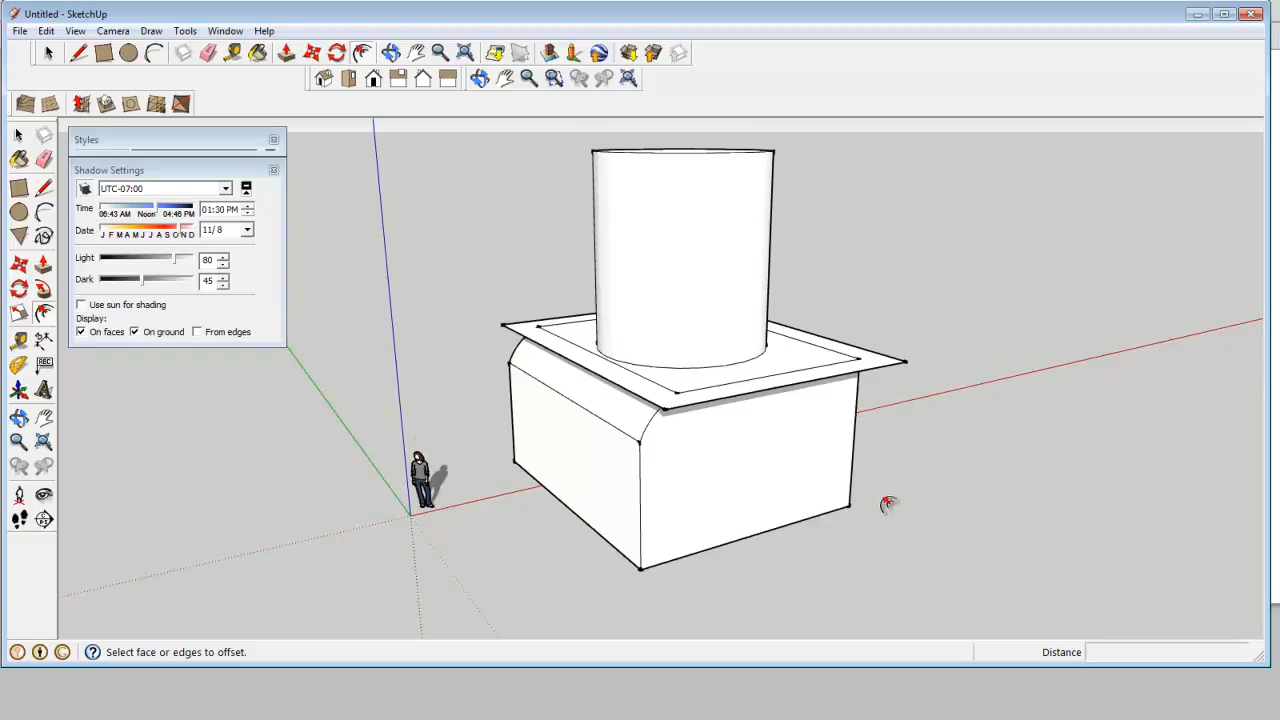 Untitled - SketchUp
File Edit View Camera Draw Tools Window Help
Styles
Shadow Settings
UTC-07:00
Time 06:43 AM Noon 04:46 PM 01:30 PM
Date J F M A M J J A S O N D 11/ 8
Light 80
Dark 45
Use sun for shading
Display:
On faces On ground From edges
ABC
A
Select face or edges to offset. Distance